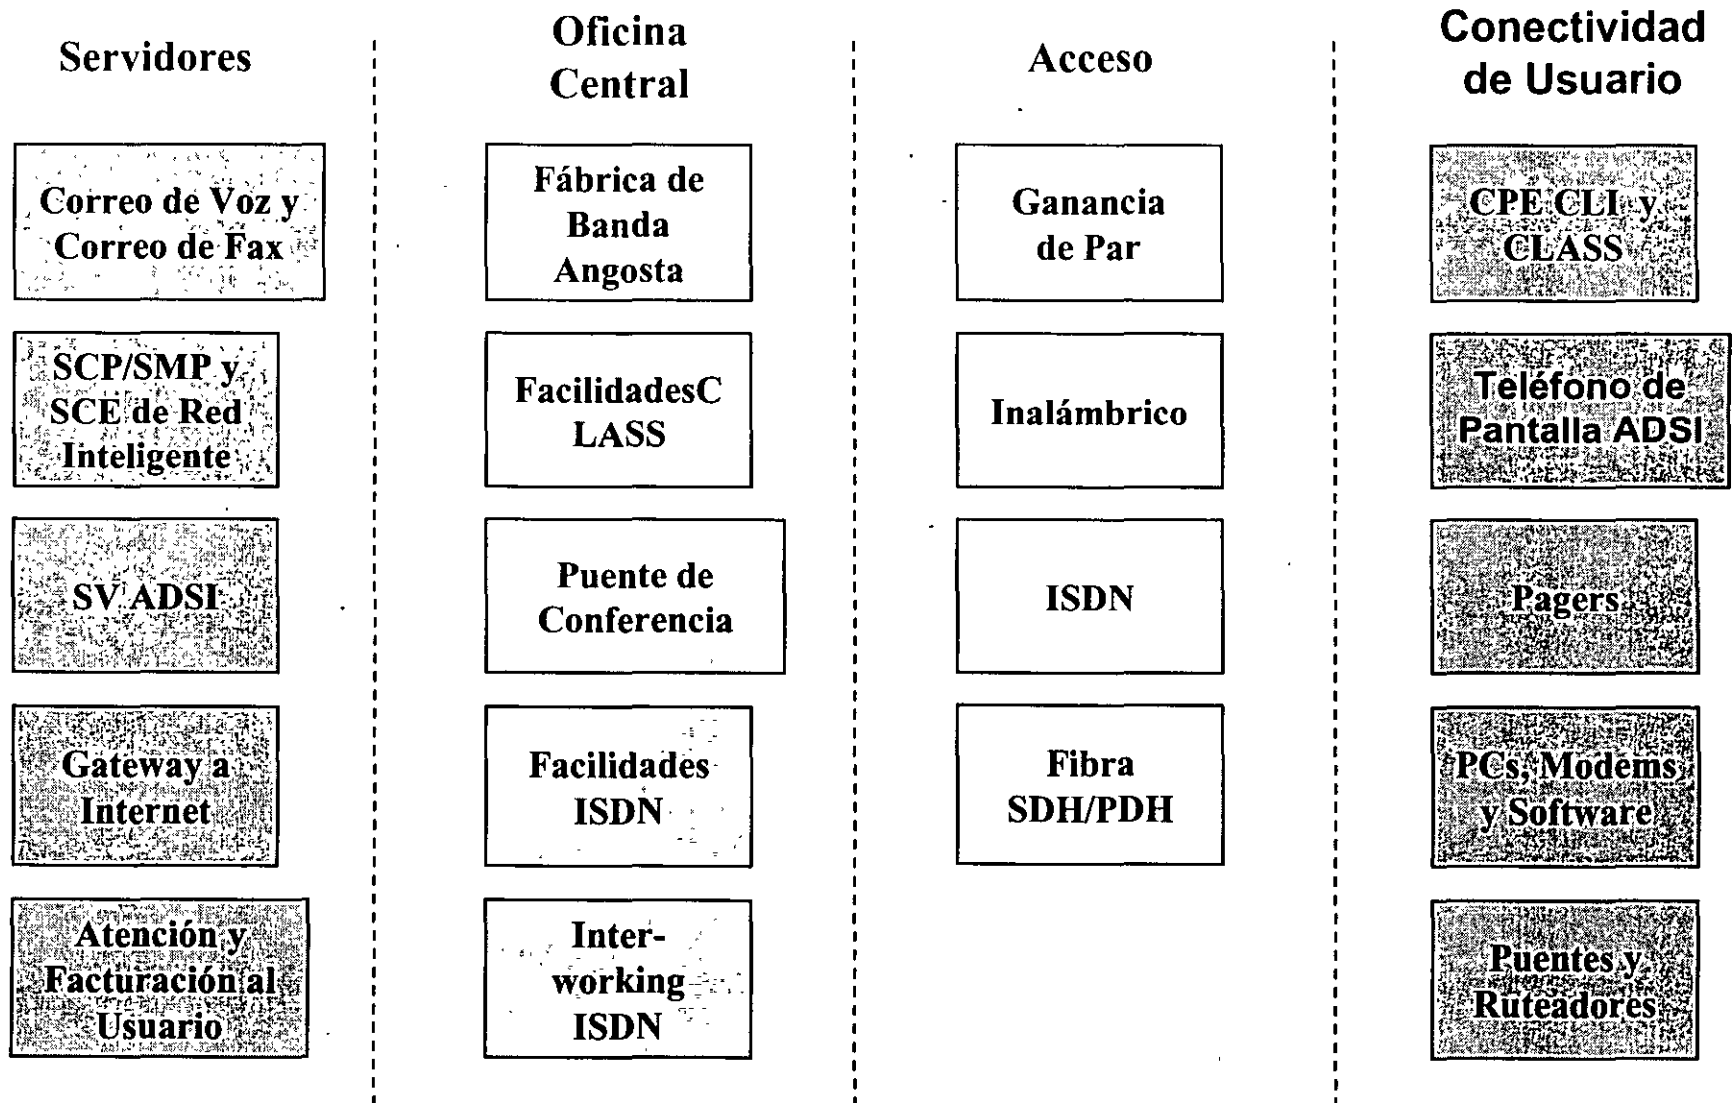 Servidores
Correo de Voz y
Correo de Fax
SCP/SMP y
SCE de Red
Inteligente
SV ADSI
Gateway a
Internet
Atención y
Facturación al
Usuario
Oficina
Central
Fábrica de
Banda
Angosta
FacilidadesC
LASS
Puente de
Conferencia
Facilidades
ISDN
Inter-
working
ISDN
Acceso
Ganancia
de Par
Inalámbrico
ISDN
Fibra
SDH/PDH
Conectividad
de Usuario
CPE CLI y
CLASS
Teléfono de
Pantalla ADSI
Pagers
PCs, Modems
y Software
Puentes y
Ruteadores